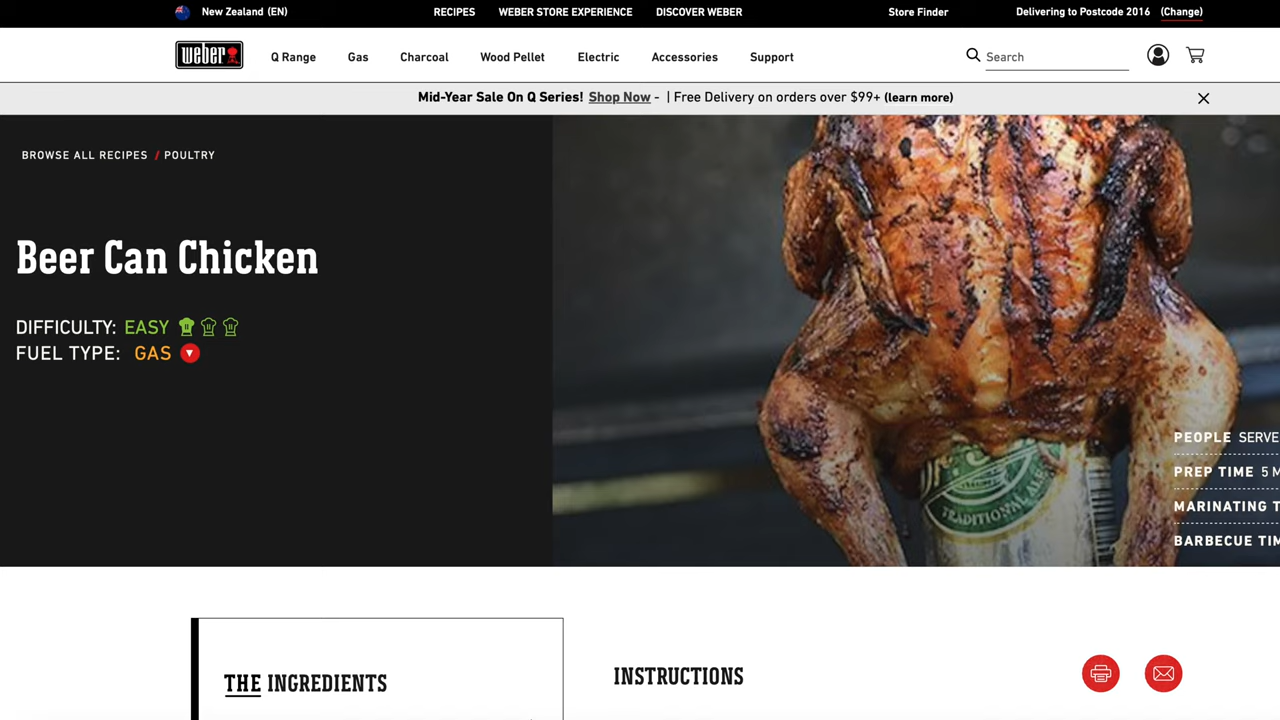 New Zealand (EN) RECIPES WEBER STORE EXPERIENCE DISCOVER WEBER Store Finder Delivering to Postcode 2016 (Change)
weber Q Range Gas Charcoal Wood Pellet Electric Accessories Support Search
Mid-Year Sale On Q Series! Shop Now - | Free Delivery on orders over $99+ (learn more)
BROWSE ALL RECIPES / POULTRY
Beer Can Chicken
DIFFICULTY: EASY
FUEL TYPE: GAS
TRADITIONAL ALE
PEOPLE SERVE
PREP TIME 5 M
MARINATING T
BARBECUE TIM
THE INGREDIENTS
INSTRUCTIONS